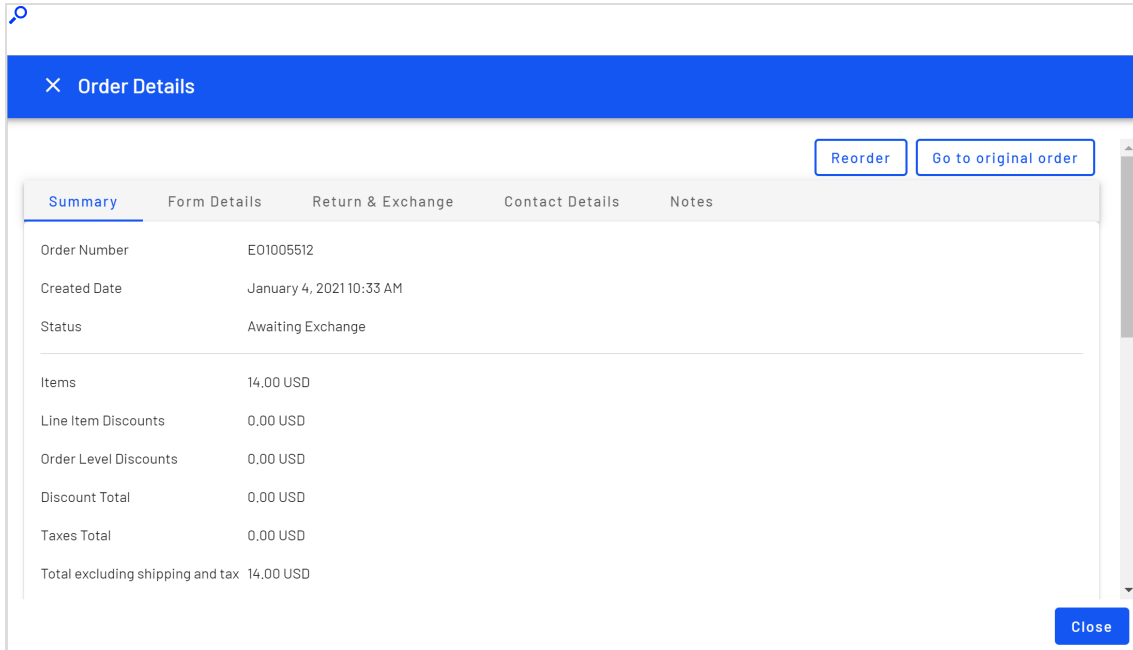 Order Details
Reorder Go to original order
Summary Form Details Return & Exchange Contact Details Notes
Order Number EO1005512
Created Date January 4, 2021 10:33 AM
Status Awaiting Exchange
Items 14.00 USD
Line Item Discounts 0.00 USD
Order Level Discounts 0.00 USD
Discount Total 0.00 USD
Taxes Total 0.00 USD
Total excluding shipping and tax 14.00 USD
Close